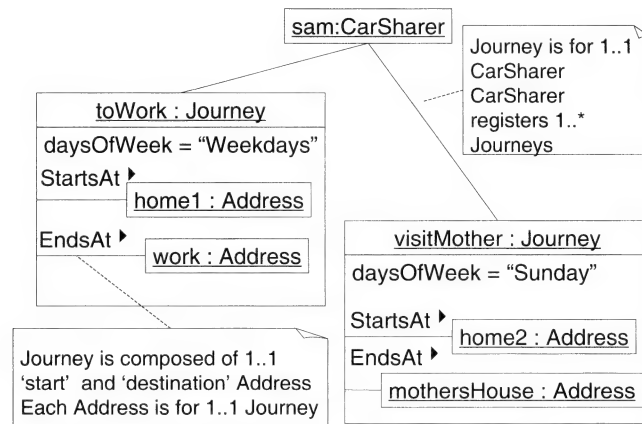 sam:CarSharer
Journey is for 1..1
CarSharer
CarSharer
registers 1..*
Journeys
toWork : Journey
daysOfWeek = “Weekdays”
StartsAt
home1 : Address
EndsAt
work : Address
visitMother : Journey
daysOfWeek = “Sunday”
StartsAt
home2 : Address
EndsAt
mothersHouse : Address
Journey is composed of 1..1
‘start’ and ‘destination’ Address
Each Address is for 1..1 Journey